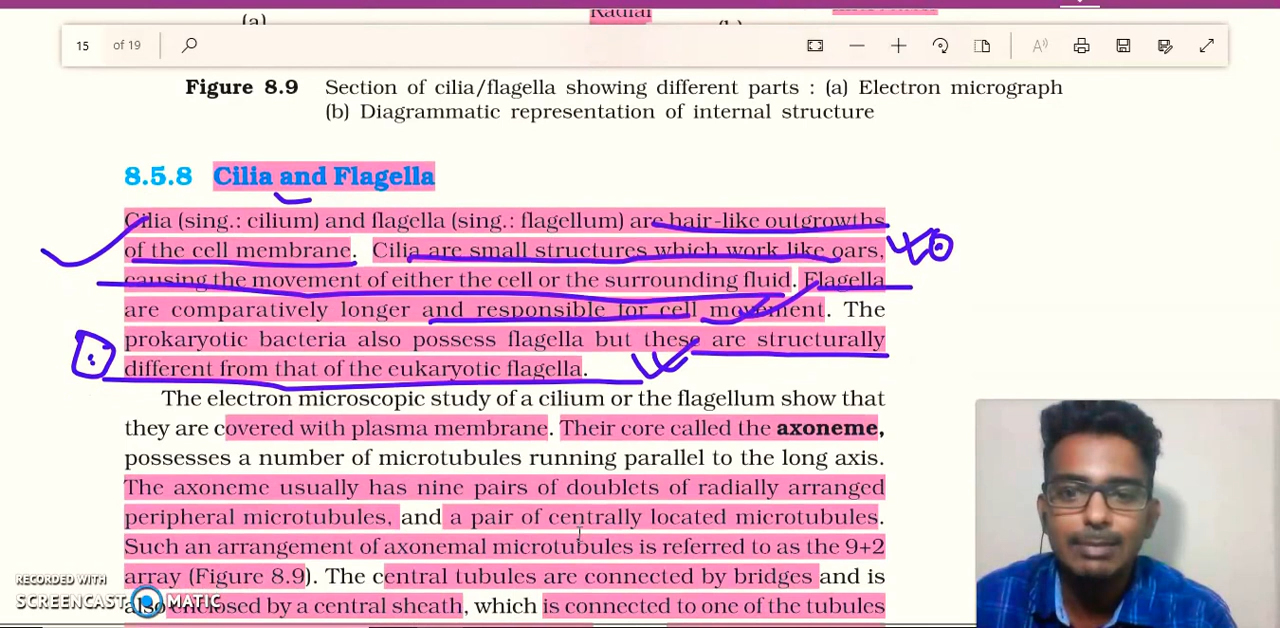 Radial
(a)
15 of 19
Figure 8.9 Section of cilia/flagella showing different parts : (a) Electron micrograph
(b) Diagrammatic representation of internal structure
8.5.8 Cilia and Flagella
Cilia (sing.: cilium) and flagella (sing.: flagellum) are hair-like outgrowths
of the cell membrane. Cilia are small structures which work like oars,
causing the movement of either the cell or the surrounding fluid. Flagella
are comparatively longer and responsible for cell movement. The
prokaryotic bacteria also possess flagella but these are structurally
different from that of the eukaryotic flagella.
The electron microscopic study of a cilium or the flagellum show that
they are covered with plasma membrane. Their core called the axoneme,
possesses a number of microtubules running parallel to the long axis.
The axoneme usually has nine pairs of doublets of radially arranged
peripheral microtubules, and a pair of centrally located microtubules.
Such an arrangement of axonemal microtubules is referred to as the 9+2
array (Figure 8.9). The central tubules are connected by bridges and is
also enclosed by a central sheath, which is connected to one of the tubules
RECORDED WITH
SCREENCAST MATIC